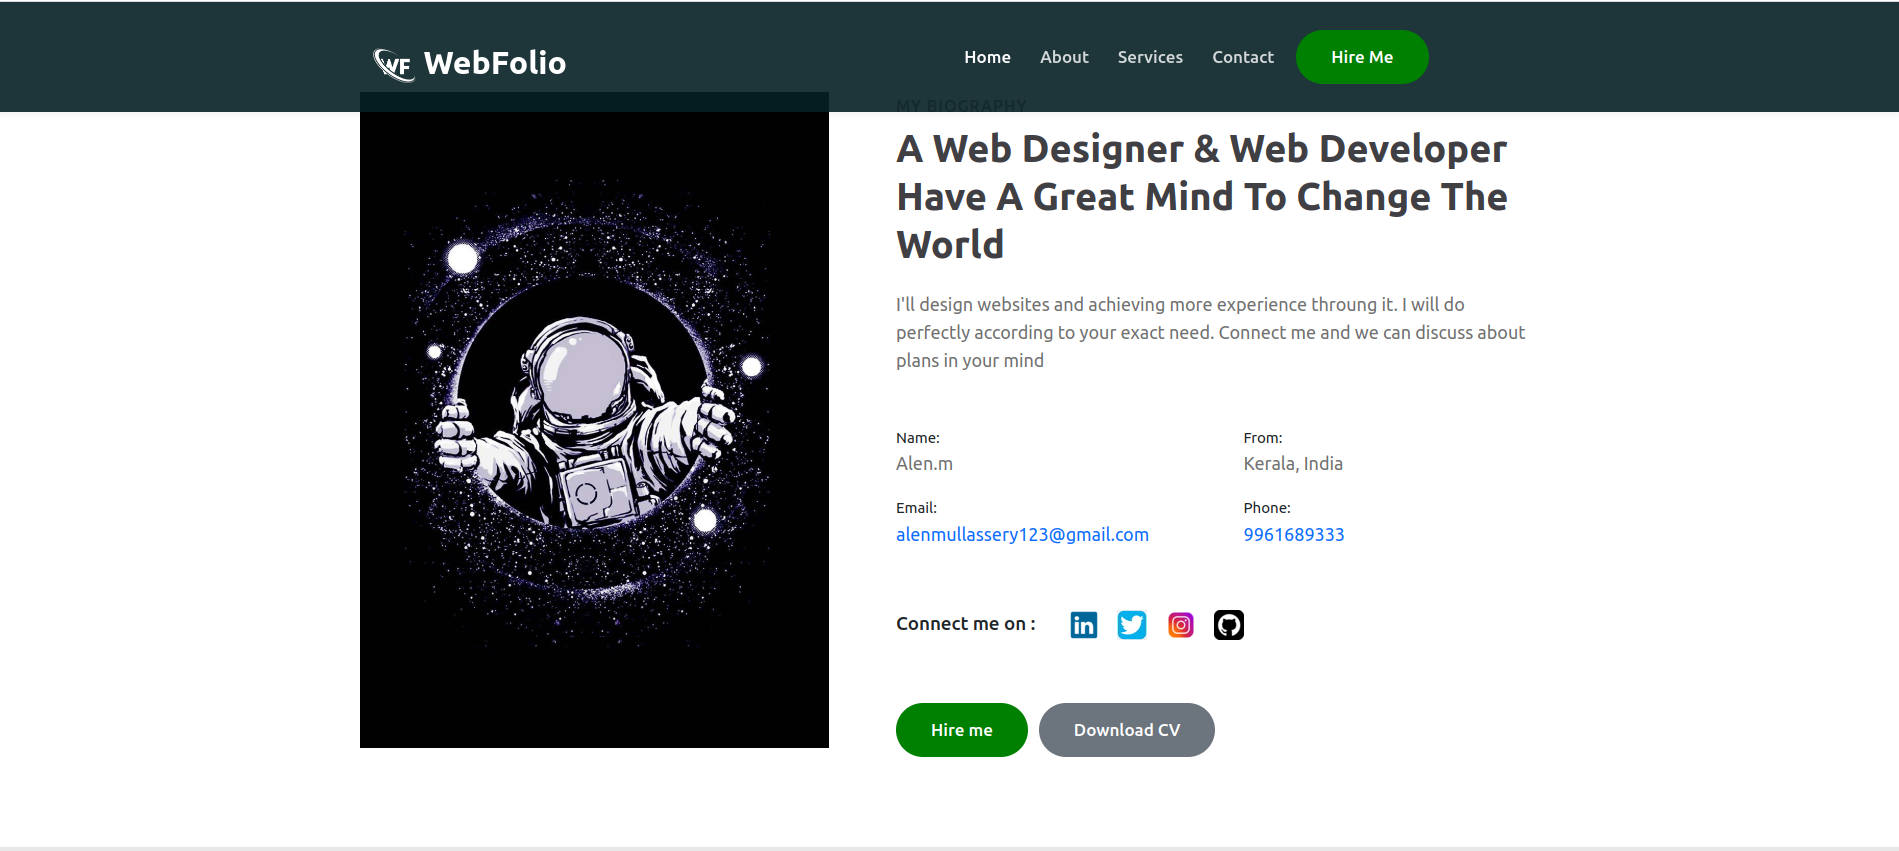 WF WebFolio
Home About Services Contact Hire Me
MY BIOGRAPHY
A Web Designer & Web Developer
Have A Great Mind To Change The
World
I'll design websites and achieving more experience throung it. I will do
perfectly according to your exact need. Connect me and we can discuss about
plans in your mind
Name:
Alen.m
From:
Kerala, India
Email:
alenmullassery123@gmail.com
Phone:
9961689333
Connect me on : in
Hire me Download CV